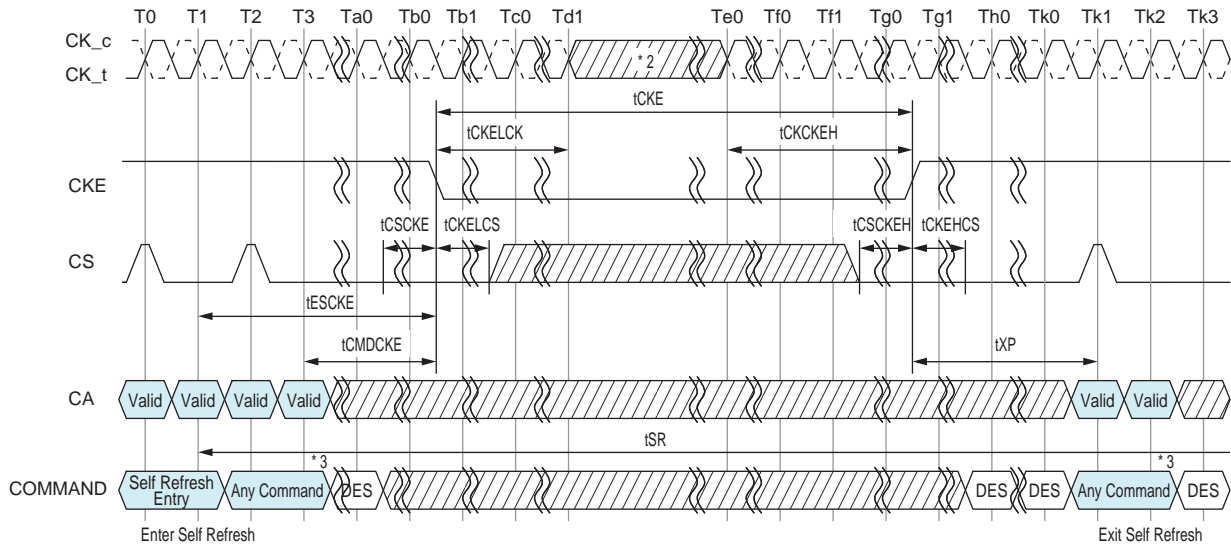 T0 T1 T2 T3 Ta0 Tb0 Tb1 Tc0 Td1 Te0 Tf0 Tf1 Tg0 Tg1 Th0 Tk0 Tk1 Tk2 Tk3
CK_c
CK_t
* 2
tCKE
tCKELCK tCKCKEH
CKE
tCSCKE tCKELCS tCSCKEH tCKEHCS
CS
tESCKE
tCMDCKE tXP
CA Valid Valid Valid Valid Valid Valid
tSR
* 3 * 3
COMMAND Self Refresh Entry Any Command DES DES DES Any Command DES
Enter Self Refresh Exit Self Refresh